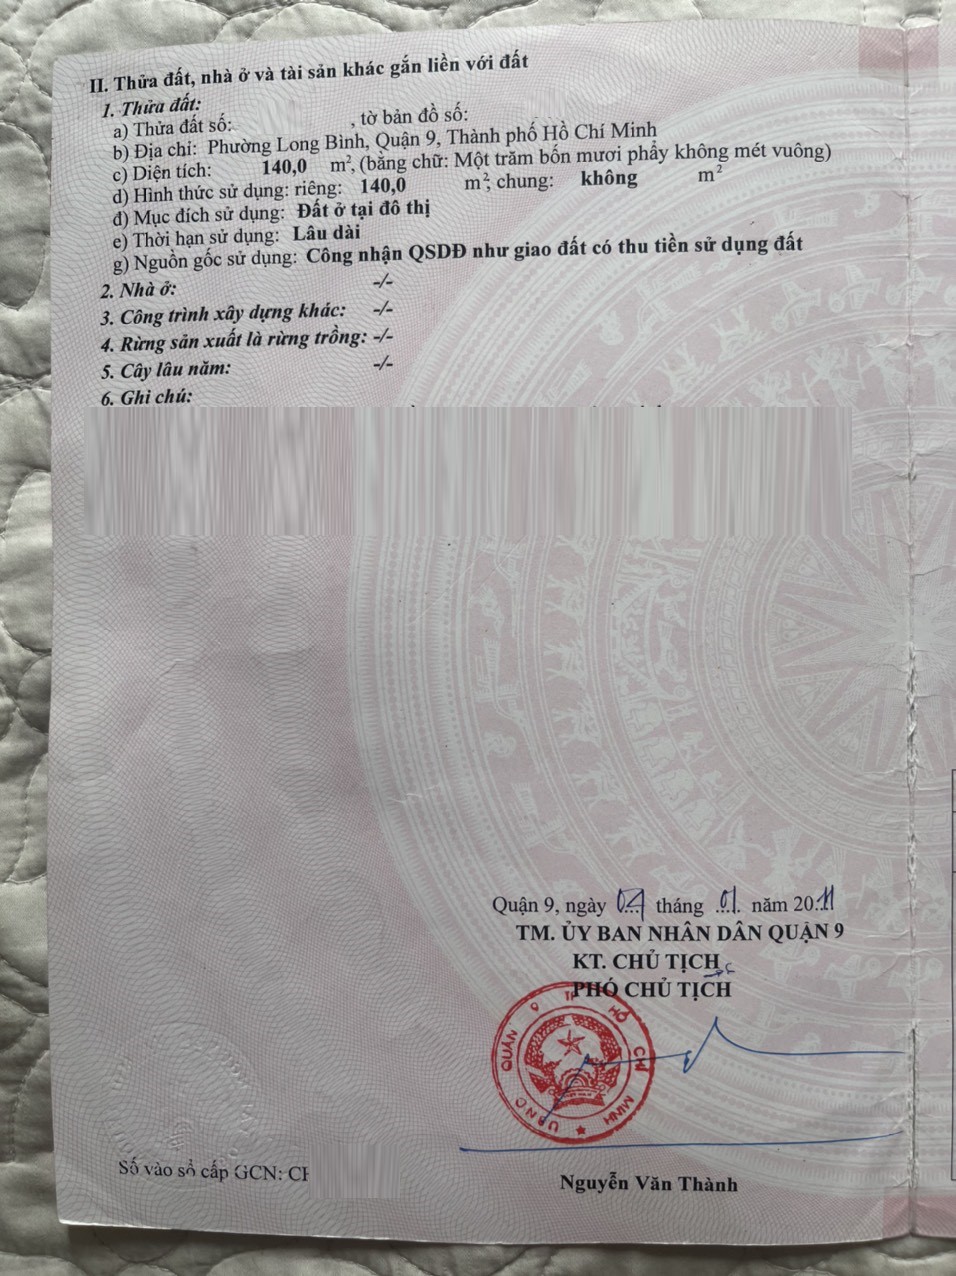 II. Thửa đất, nhà ở và tài sản khác gắn liền với đất
1. Thửa đất:
a) Thửa đất số: , tờ bản đồ số:
b) Địa chỉ: Phường Long Bình, Quận 9, Thành phố Hồ Chí Minh
c) Diện tích: 140,0 m², (bằng chữ: Một trăm bốn mươi phẩy không mét vuông)
d) Hình thức sử dụng: riêng: 140,0 m², chung: không m²
đ) Mục đích sử dụng: Đất ở tại đô thị
e) Thời hạn sử dụng: Lâu dài
g) Nguồn gốc sử dụng: Công nhận QSDĐ như giao đất có thu tiền sử dụng đất
2. Nhà ở: -/-
3. Công trình xây dựng khác: -/-
4. Rừng sản xuất là rừng trồng: -/-
5. Cây lâu năm: -/-
6. Ghi chú:
Quận 9, ngày 04 tháng 01 năm 2011
TM. ỦY BAN NHÂN DÂN QUẬN 9
KT. CHỦ TỊCH
PHÓ CHỦ TỊCH
UBND QUẬN 9 TP HỒ CHÍ MINH
Nguyễn Văn Thành
Số vào sổ cấp GCN: CH